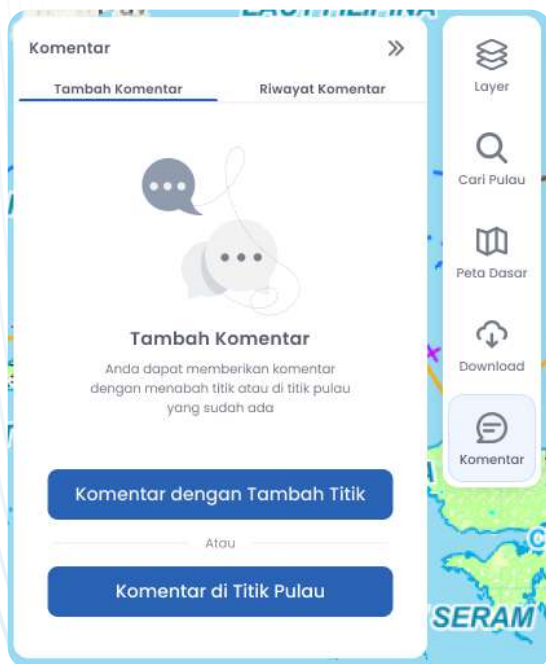 Komentar
Tambah Komentar
Riwayat Komentar
Tambah Komentar
Anda dapat memberikan komentar
dengan menabah titik atau di titik pulau
yang sudah ada
Komentar dengan Tambah Titik
Atau
Komentar di Titik Pulau
Layer
Cari Pulau
Peta Dasar
Download
Komentar
SERAM